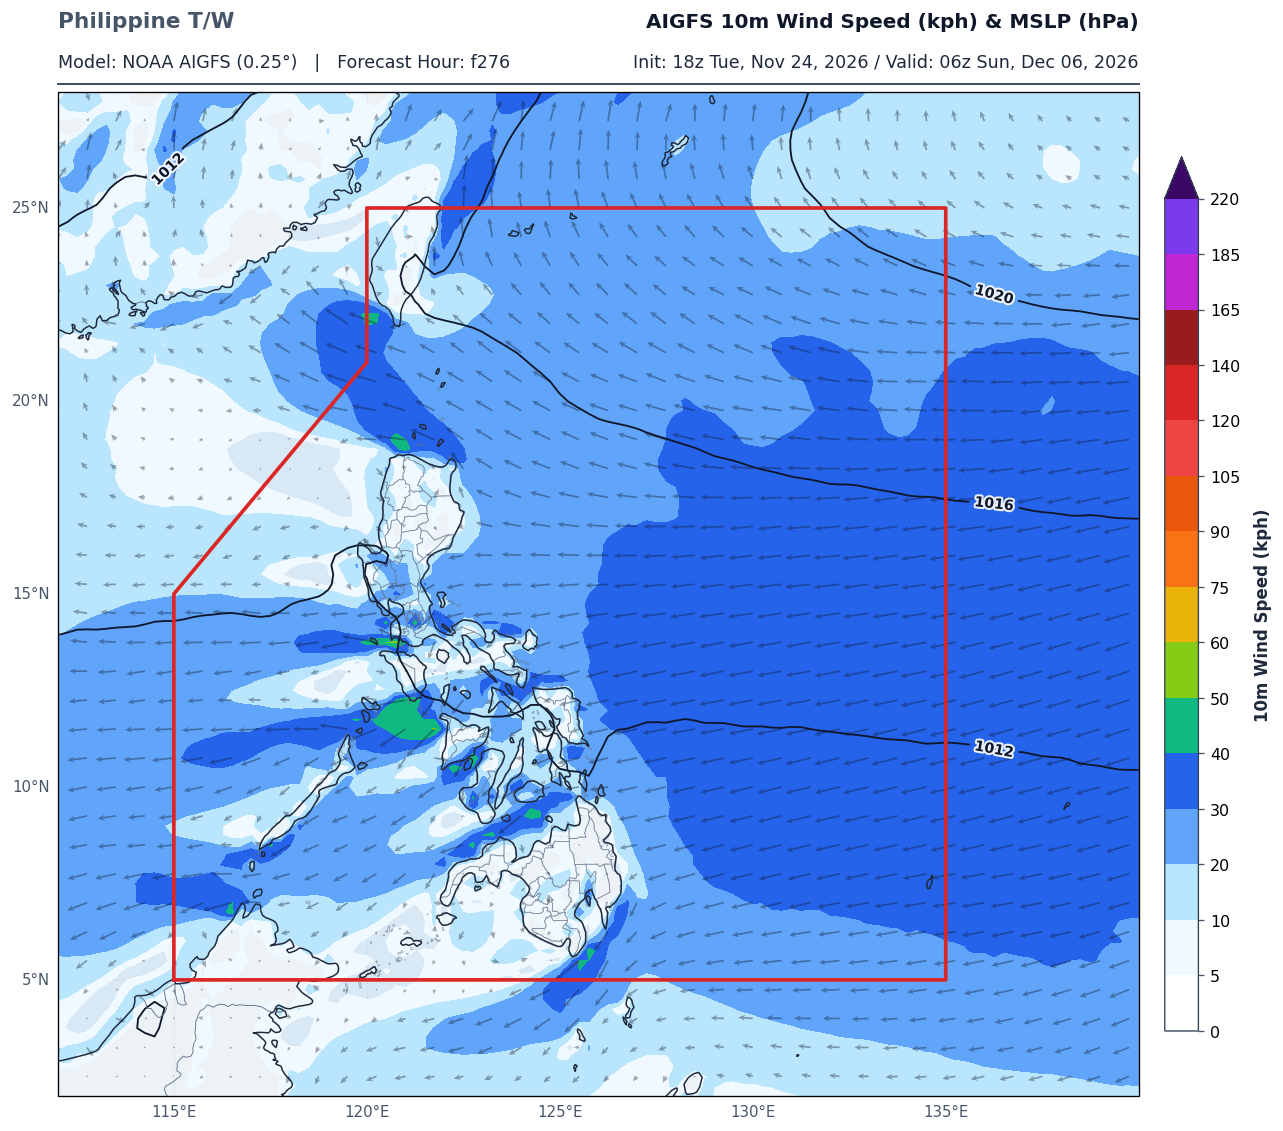 Philippine T/W
AIGFS 10m Wind Speed (kph) & MSLP (hPa)
Model: NOAA AIGFS (0.25°)   |   Forecast Hour: f276
Init: 18z Tue, Nov 24, 2026 / Valid: 06z Sun, Dec 06, 2026
1012
1020
1016
1012
25°N
20°N
15°N
10°N
5°N
115°E
120°E
125°E
130°E
135°E
220
185
165
140
120
105
90
75
60
50
40
30
20
10
5
0
10m Wind Speed (kph)